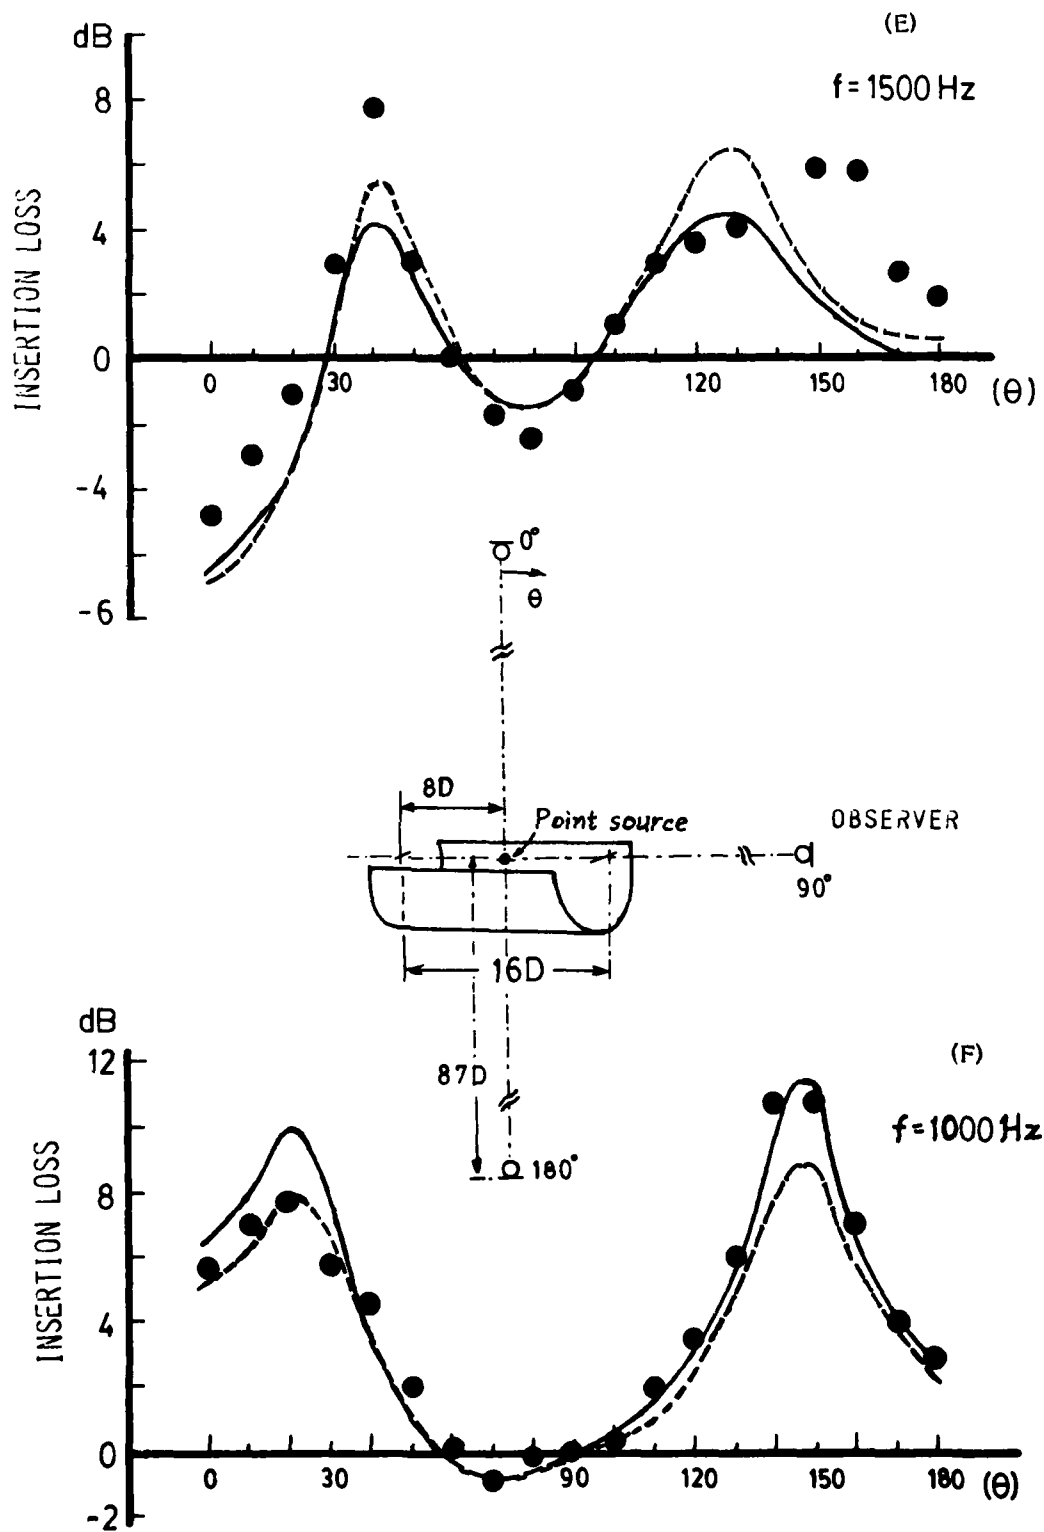 (E)
dB
f = 1500 Hz
8
4
0
-4
-6
INSERTION LOSS
0 30 90 120 150 180 (θ)
0°
θ
8D
Point source
OBSERVER
90°
16D
87D
180°
dB
(F)
f = 1000 Hz
12
8
4
0
-2
INSERTION LOSS
0 30 90 120 150 180 (θ)